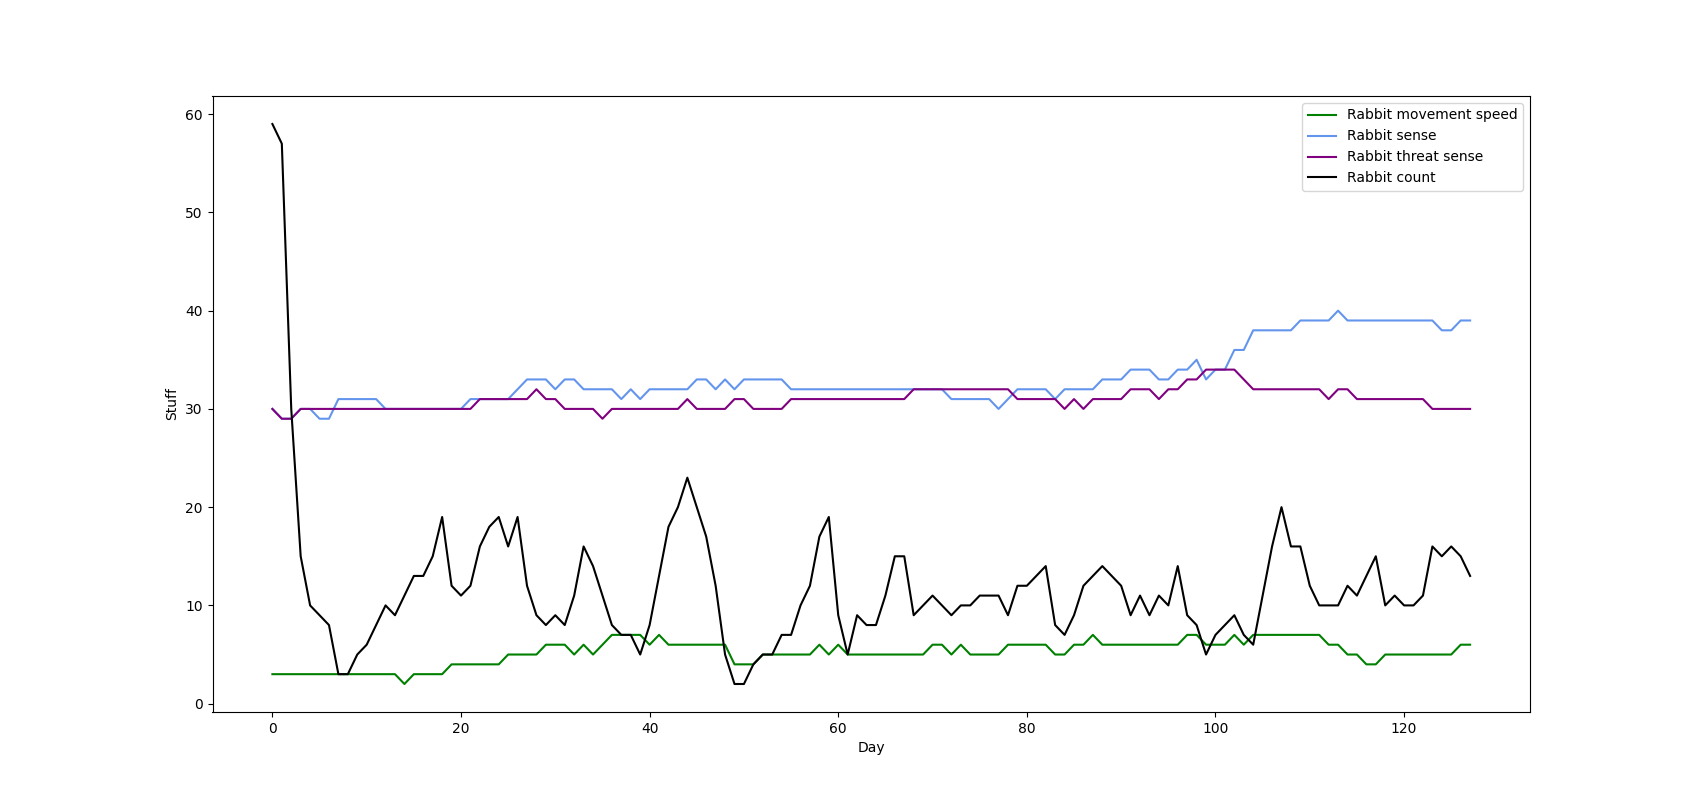 Rabbit movement speed
Rabbit sense
Rabbit threat sense
Rabbit count
60
50
40
30
20
10
0
Stuff
0 20 40 60 80 100 120
Day